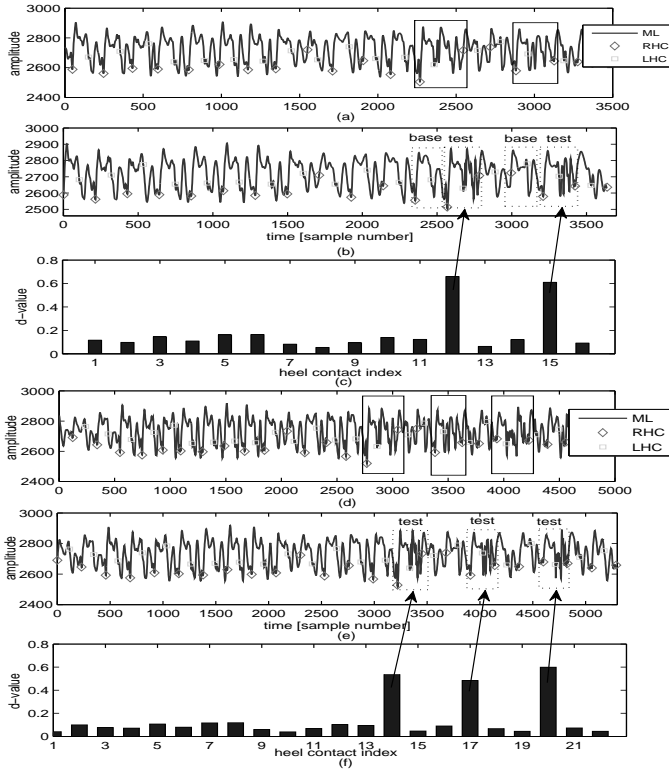 3000
2800
2600
2400
amplitude
0 500 1000 1500 2000 2500 3000 3500
(a)
ML
RHC
LHC
3000
2900
2800
2700
2600
2500
amplitude
base test base test
0 500 1000 1500 2000 2500 3000 3500
time [sample number]
(b)
0.8
0.6
0.4
0.2
0
d-value
1 3 5 7 9 11 13 15
heel contact index
(c)
3000
2800
2600
2400
amplitude
0 500 1000 1500 2000 2500 3000 3500 4000 4500 5000
(d)
ML
RHC
LHC
3000
2800
2600
2400
amplitude
test test test
0 500 1000 1500 2000 2500 3000 3500 4000 4500 5000
time [sample number]
(e)
0.8
0.6
0.4
0.2
0
d-value
1 3 5 7 9 11 13 15 17 19 21
heel contact index
(f)